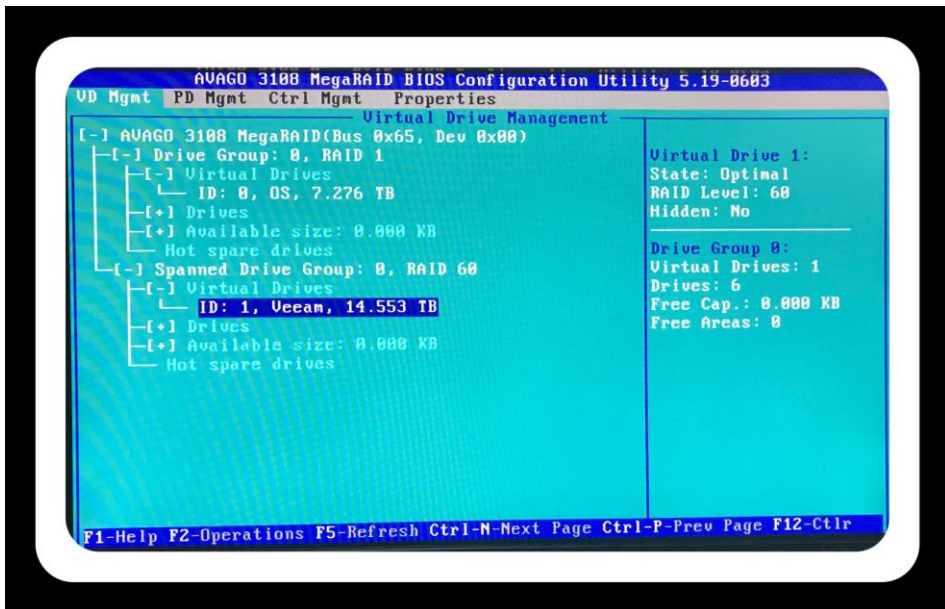 AVAGO 3108 MegaRAID BIOS Configuration Utility 5.19-0603
VD Mgmt PD Mgmt Ctrl Mgmt Properties
Virtual Drive Management
[-] AVAGO 3108 MegaRAID(Bus 0x65, Dev 0x00)
[-] Drive Group: 0, RAID 1
[-] Virtual Drives
ID: 0, OS, 7.276 TB
[+] Drives
[+] Available size: 0.000 KB
Hot spare drives
[-] Spanned Drive Group: 0, RAID 60
[-] Virtual Drives
ID: 1, Veeam, 14.553 TB
[+] Drives
[+] Available size: 0.000 KB
Hot spare drives
Virtual Drive 1:
State: Optimal
RAID Level: 60
Hidden: No
Drive Group 0:
Virtual Drives: 1
Drives: 6
Free Cap.: 0.000 KB
Free Areas: 0
F1-Help F2-Operations F5-Refresh Ctrl-N-Next Page Ctrl-P-Prev Page F12-Ctlr